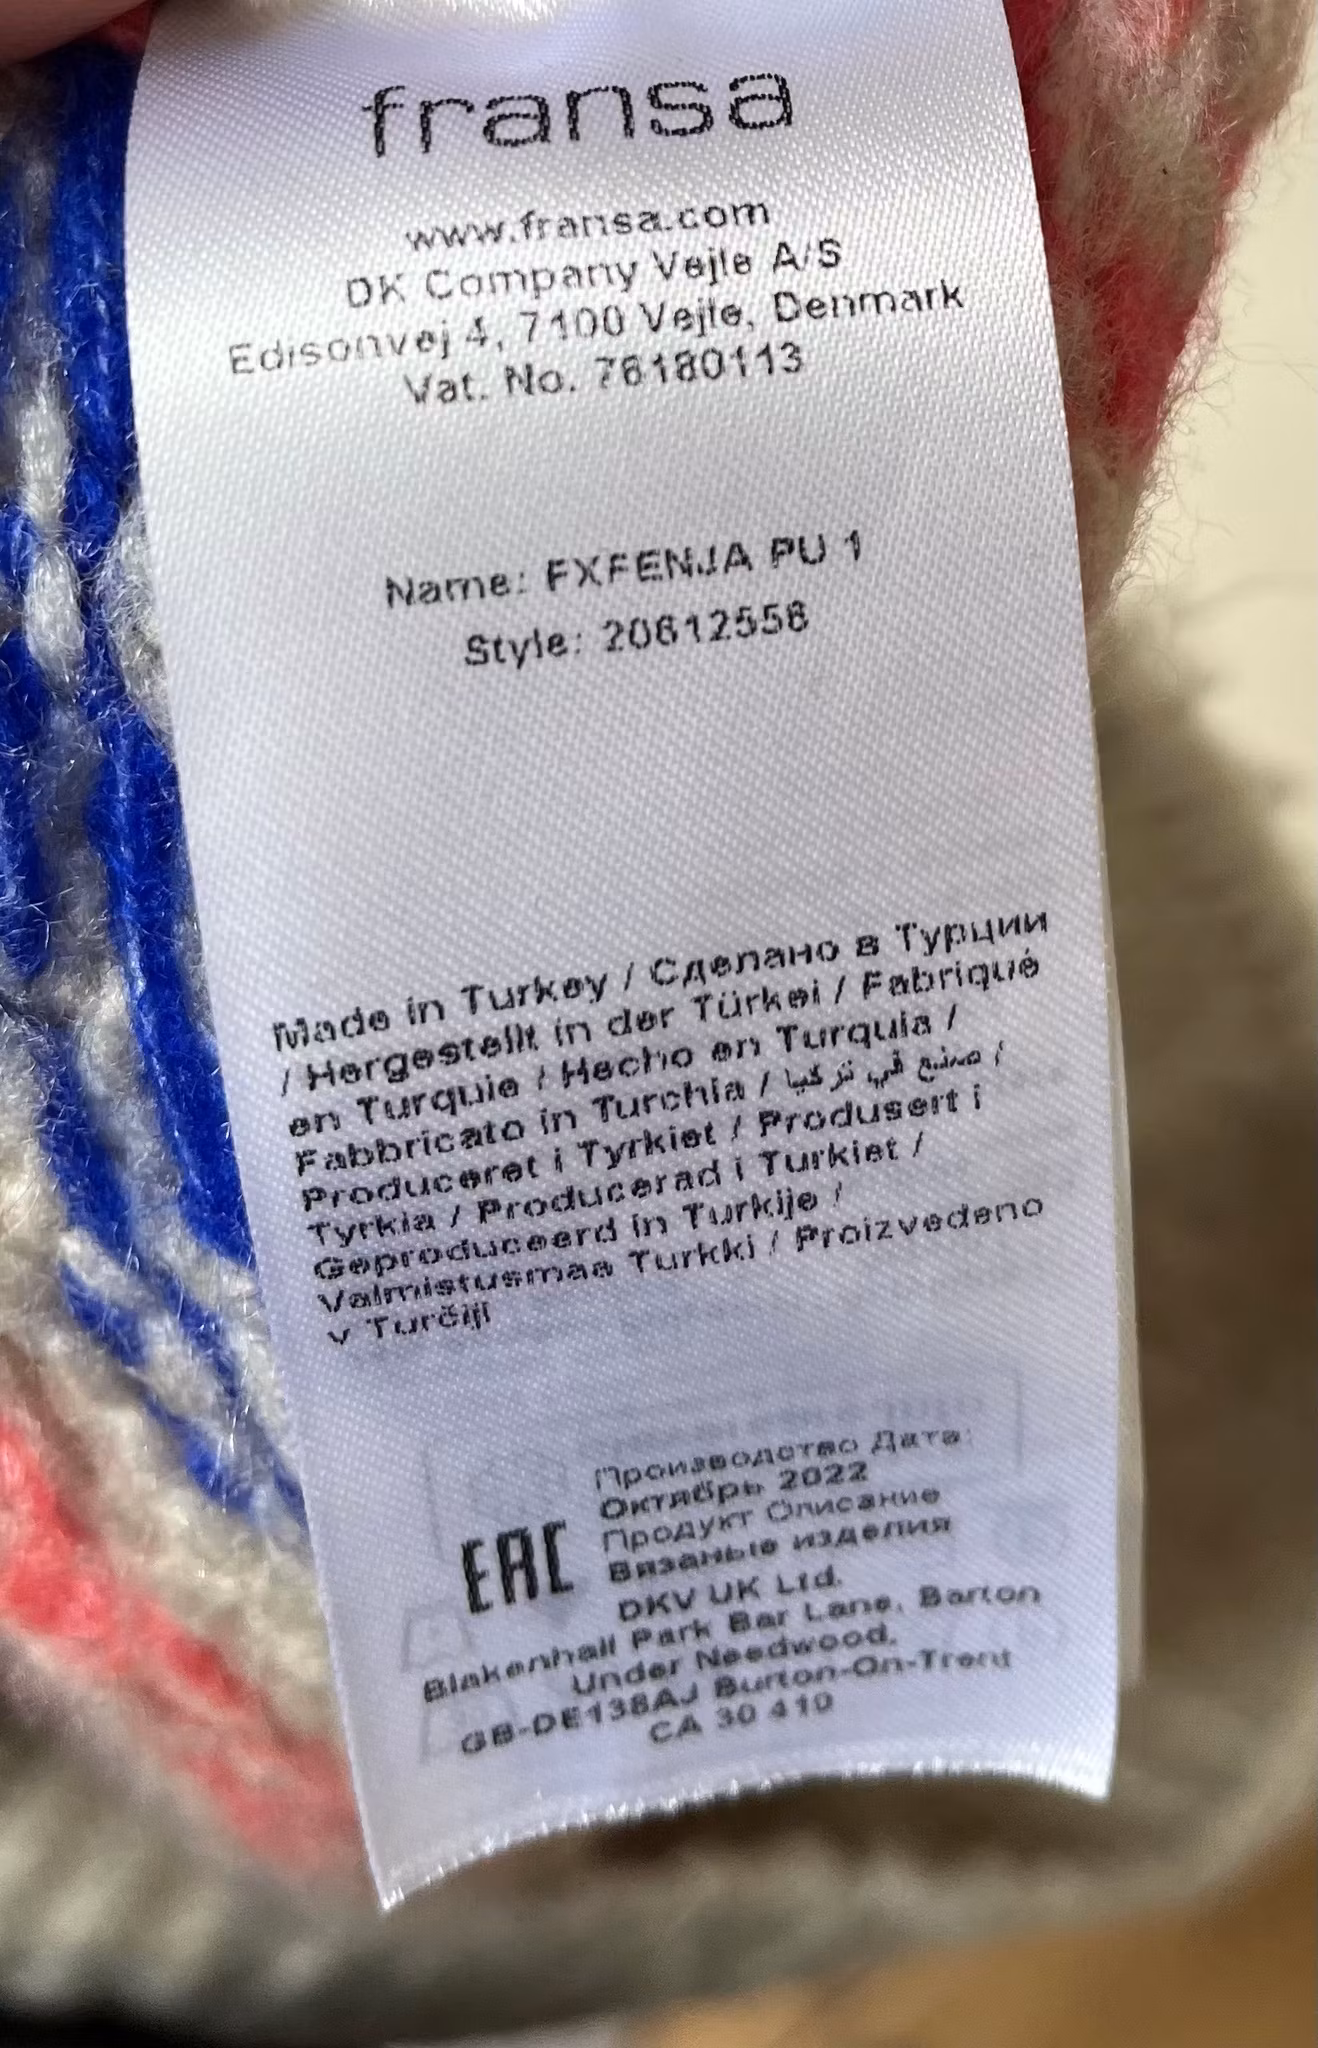 fransa
www.fransa.com
DK Company Vejle A/S
Edisonvej 4, 7100 Vejle, Denmark
Vat. No. 78180113
Name: FXFENJA PU 1
Style: 20612558
Made in Turkey / Сделано в Турции
/ Hergestellt in der Türkei / Fabriqué
en Turquie / Hecho en Turquia /
Fabbricato in Turchia / صنع في تركيا /
Produceret i Tyrkiet / Produsert i
Tyrkia / Producerad i Turkiet /
Geproduceerd in Turkije /
Valmistusmaa Turkki / Proizvedeno
v Turčiji
EAC
Производство Дата:
Октябрь 2022
Продукт Описание
Вязаные изделия
DKV UK Ltd.
Blakenhall Park Bar Lane, Barton
Under Needwood,
GB-DE138AJ Burton-On-Trent
CA 30 410